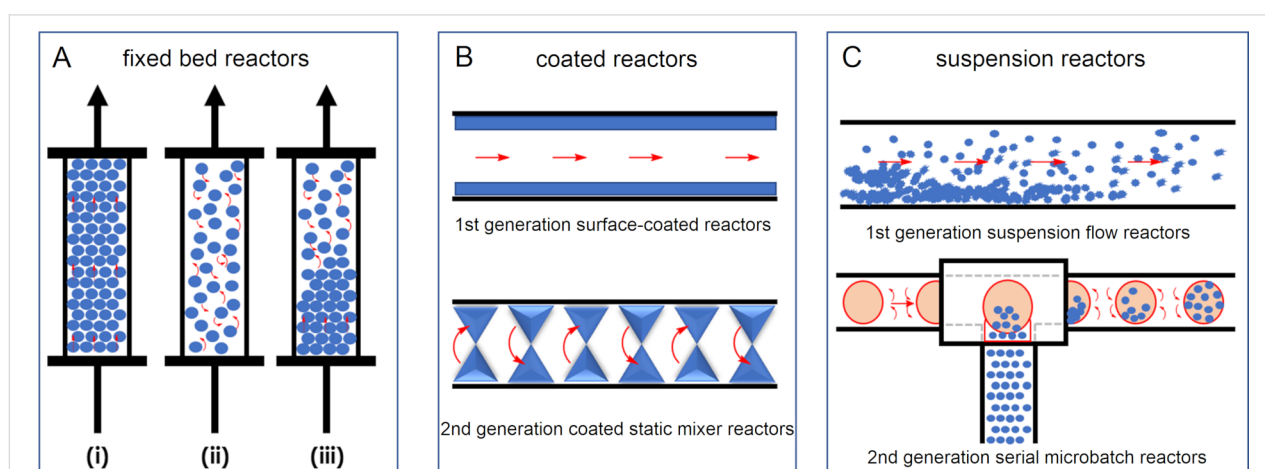 A
fixed bed reactors
(i)
(ii)
(iii)
B
coated reactors
1st generation surface-coated reactors
2nd generation coated static mixer reactors
C
suspension reactors
1st generation suspension flow reactors
2nd generation serial microbatch reactors